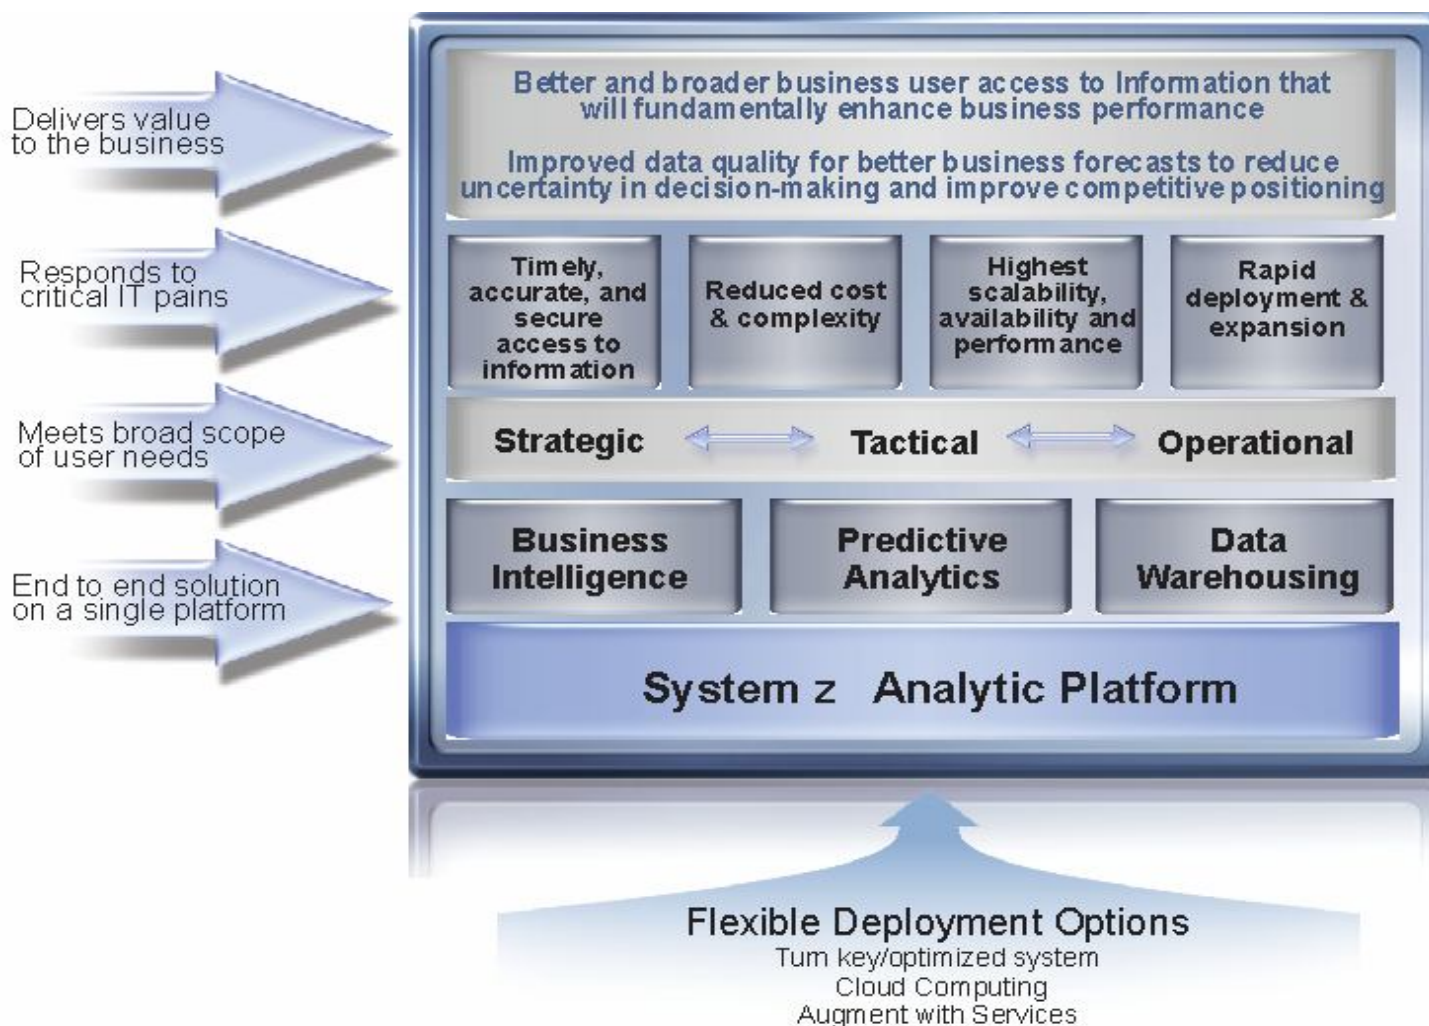 Delivers value
to the business
Better and broader business user access to Information that
will fundamentally enhance business performance
Improved data quality for better business forecasts to reduce
uncertainty in decision-making and improve competitive positioning
Responds to
critical IT pains
Timely,
accurate, and
secure
access to
information
Reduced cost
& complexity
Highest
scalability,
availability and
performance
Rapid
deployment &
expansion
Meets broad scope
of user needs
Strategic
Tactical
Operational
End to end solution
on a single platform
Business
Intelligence
Predictive
Analytics
Data
Warehousing
System z Analytic Platform
Flexible Deployment Options
Turn key/optimized system
Cloud Computing
Augment with Services